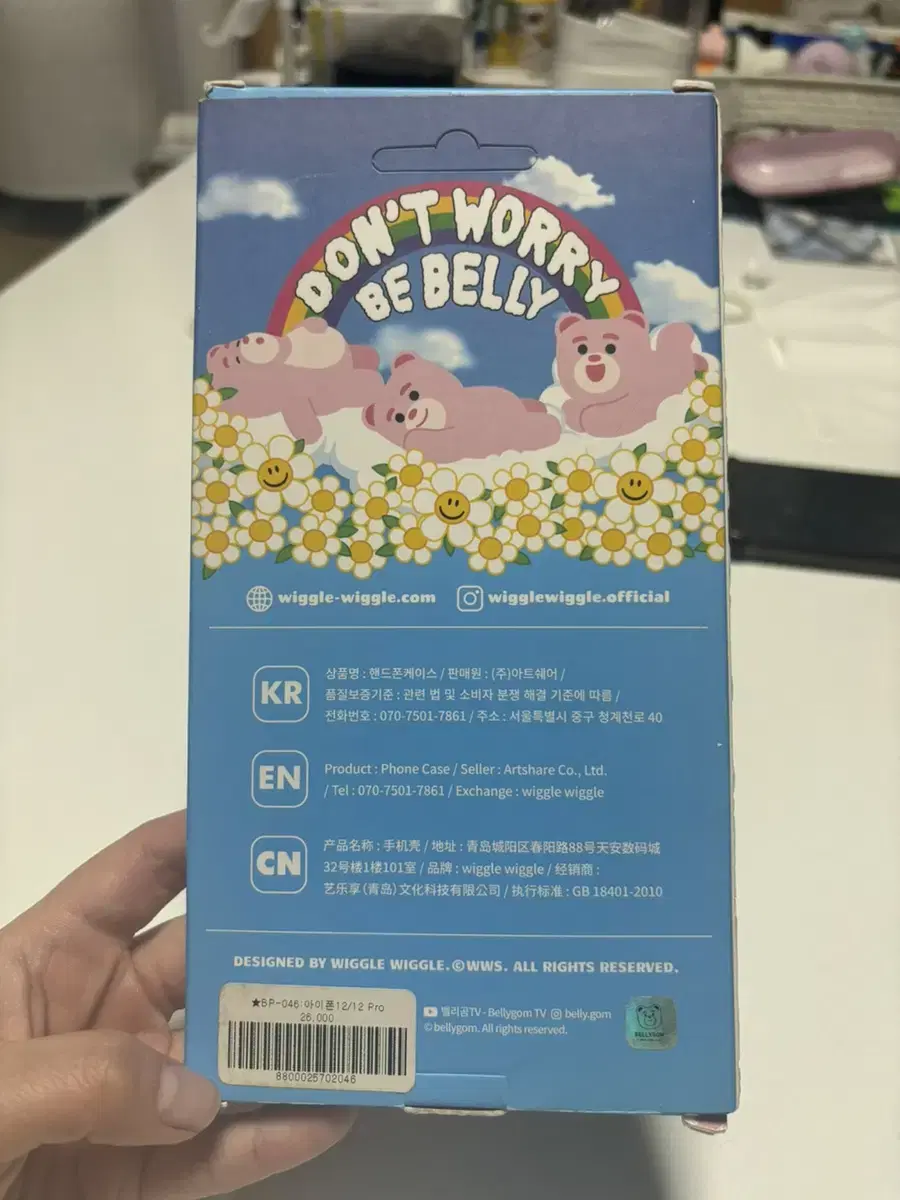 DON'T WORRY
BE BELLY
wiggle-wiggle.com wigglewiggle.official
KR
상품명 : 핸드폰케이스 / 판매원 : (주)아트쉐어 /
품질보증기준 : 관련 법 및 소비자 분쟁 해결 기준에 따름 /
전화번호 : 070-7501-7861 / 주소 : 서울특별시 중구 청계천로 40
EN
Product : Phone Case / Seller : Artshare Co., Ltd.
/ Tel : 070-7501-7861 / Exchange : wiggle wiggle
CN
产品名称 : 手机壳 / 地址 : 青岛城阳区春阳路88号天安数码城
32号楼1楼101室 / 品牌 : wiggle wiggle / 经销商 :
艺乐享(青岛)文化科技有限公司 / 执行标准 : GB 18401-2010
DESIGNED BY WIGGLE WIGGLE.©WWS. ALL RIGHTS RESERVED.
★BP-046:아이폰12/12 Pro
26,000
8800025702046
벨리곰TV - Bellygom TV belly.gom
© bellygom. All rights reserved.
BELLYGOM